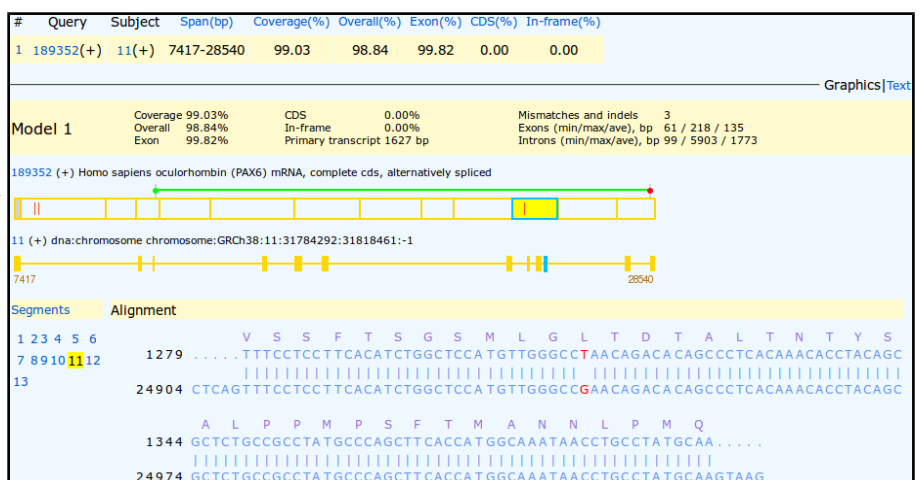 # Query Subject Span(bp) Coverage(%) Overall(%) Exon(%) CDS(%) In-frame(%)
1 189352(+) 11(+) 7417-28540 99.03 98.84 99.82 0.00 0.00
Graphics|Text
Model 1
Coverage 99.03% CDS 0.00% Mismatches and indels 3
Overall 98.84% In-frame 0.00% Exons (min/max/ave), bp 61 / 218 / 135
Exon 99.82% Primary transcript 1627 bp Introns (min/max/ave), bp 99 / 5903 / 1773
189352 (+) Homo sapiens oculorhombin (PAX6) mRNA, complete cds, alternatively spliced
11 (+) dna:chromosome chromosome:GRCh38:11:31784292:31818461:-1
7417 28540
Segments Alignment
1 2 3 4 5 6
7 8 9 10 11 12
13
V S S F T S G S M L G L T D T A L T N T Y S
1279 .....TTTCCTCCTTCACATCTGGCTCCATGTTGGGCCTAACAGACACAGCCCTCACAAACACCTACAGC
24904 CTCAGTTTCCTCCTTCACATCTGGCTCCATGTTGGGCCGAACAGACACAGCCCTCACAAACACCTACAGC
A L P P M P S F T M A N N L P M Q
1344 GCTCTGCCGCCTATGCCCAGCTTCACCATGGCAAATAACCTGCCTATGCAA.....
24974 GCTCTGCCGCCTATGCCCAGCTTCACCATGGCAAATAACCTGCCTATGCAAGTAAG